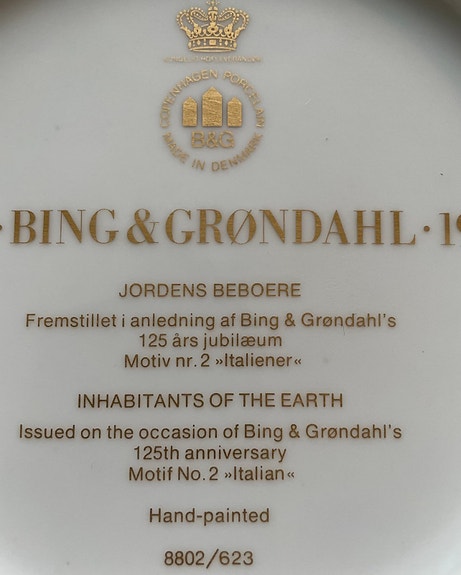 COPENHAGEN PORCELAIN
B&G
MADE IN DENMARK
· BING & GRØNDAHL · 19
JORDENS BEBOERE
Fremstillet i anledning af Bing & Grøndahl's
125 års jubilæum
Motiv nr. 2 »Italiener«
INHABITANTS OF THE EARTH
Issued on the occasion of Bing & Grøndahl's
125th anniversary
Motif No. 2 »Italian«
Hand-painted
8802/623